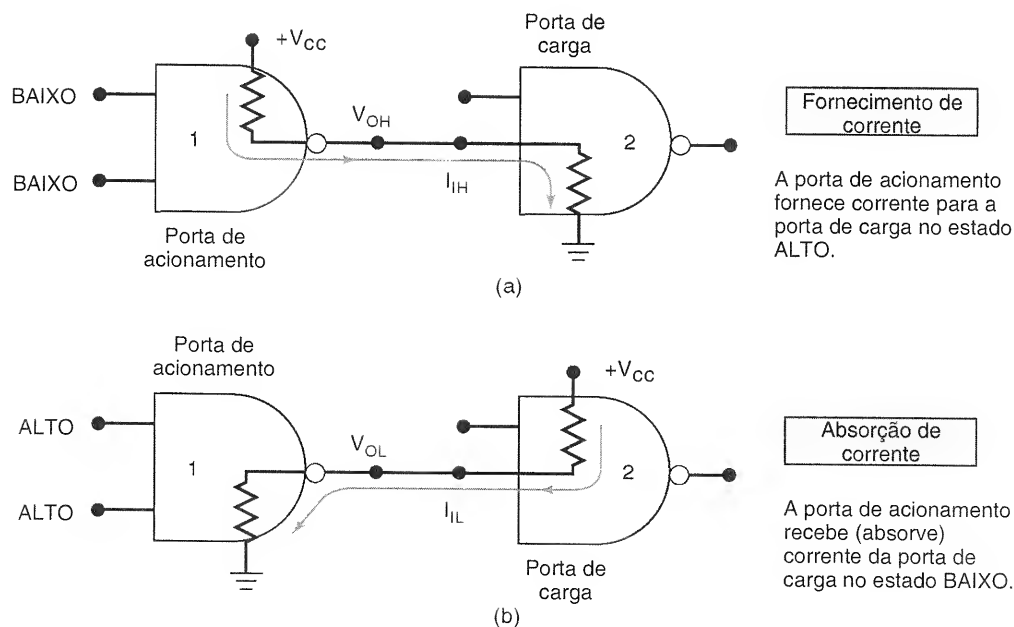 Porta de
carga
+VCC
BAIXO
1
VOH
2
IIH
BAIXO
Porta de
acionamento
Fornecimento de
corrente
A porta de acionamento
fornece corrente para a
porta de carga no estado
ALTO.
(a)
Porta de
acionamento
+VCC
ALTO
1
VOL
2
IIL
ALTO
Porta de
carga
Absorção de
corrente
A porta de acionamento
recebe (absorve)
corrente da porta de
carga no estado BAIXO.
(b)